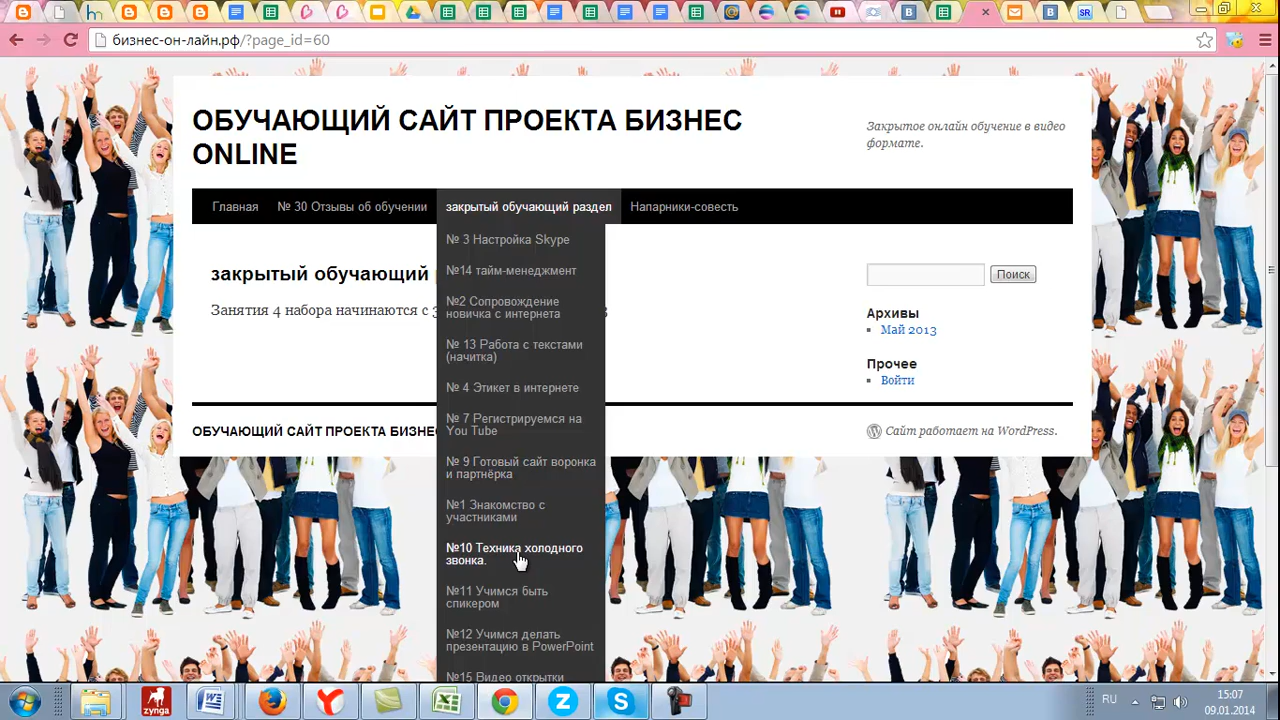 бизнес-он-лайн.рф/?page_id=60
ОБУЧАЮЩИЙ САЙТ ПРОЕКТА БИЗНЕС
ONLINE
Закрытое онлайн обучение в видео
формате.
Главная
№ 30 Отзывы об обучении
закрытый обучающий раздел
Напарники-совесть
№ 3 Настройка Skype
№14 тайм-менеджмент
№2 Сопровождение
новичка с интернета
№ 13 Работа с текстами
(начитка)
№ 4 Этикет в интернете
№ 7 Регистрируемся на
You Tube
№ 9 Готовый сайт воронка
и партнёрка
№1 Знакомство с
участниками
№10 Техника холодного
звонка.
№11 Учимся быть
спикером
№12 Учимся делать
презентацию в PowerPoint
№15 Видео открытки
закрытый обучающий
Занятия 4 набора начинаются с
Поиск
Архивы
Май 2013
Прочее
Войти
ОБУЧАЮЩИЙ САЙТ ПРОЕКТА БИЗНЕС
Сайт работает на WordPress.
zynga
RU
15:07
09.01.2014